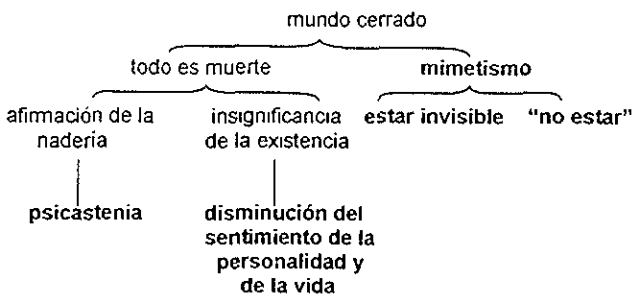 mundo cerrado
todo es muerte
mimetismo
afirmación de la
nadería
insignificancia
de la existencia
estar invisible
"no estar"
psicastenia
disminución del
sentimiento de la
personalidad y
de la vida